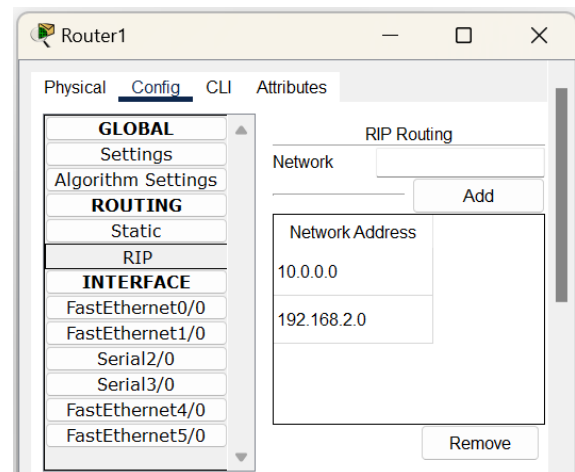 Router1
Physical Config CLI Attributes
GLOBAL
Settings
Algorithm Settings
ROUTING
Static
RIP
INTERFACE
FastEthernet0/0
FastEthernet1/0
Serial2/0
Serial3/0
FastEthernet4/0
FastEthernet5/0
RIP Routing
Network
Add
Network Address
10.0.0.0
192.168.2.0
Remove